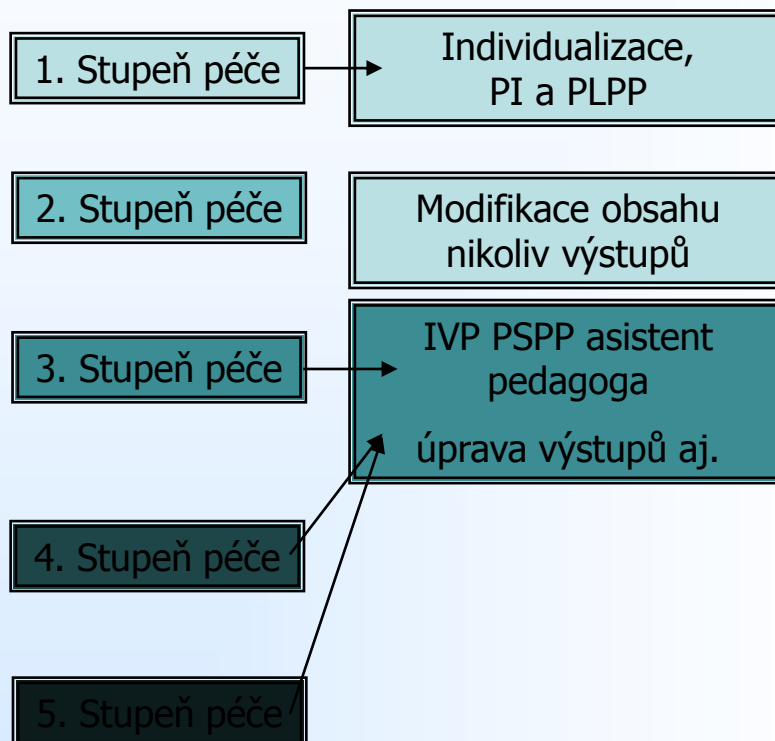 1. Stupeň péče
Individualizace,
PI a PLPP
2. Stupeň péče
Modifikace obsahu
nikoliv výstupů
3. Stupeň péče
IVP PSPP asistent
pedagoga
úprava výstupů aj.
4. Stupeň péče
5. Stupeň péče